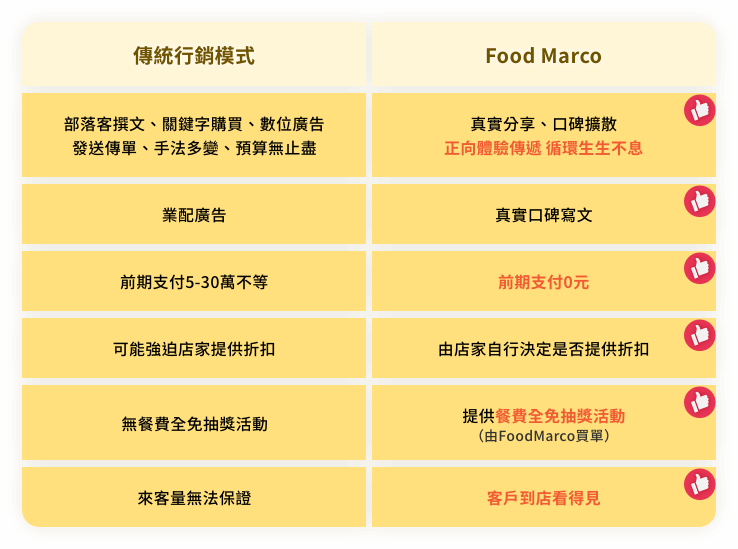 傳統行銷模式
Food Marco
部落客撰文、關鍵字購買、數位廣告
發送傳單、手法多變、預算無止盡
真實分享、口碑擴散
正向體驗傳遞 循環生生不息
業配廣告
真實口碑寫文
前期支付5-30萬不等
前期支付0元
可能強迫店家提供折扣
由店家自行決定是否提供折扣
無餐費全免抽獎活動
提供餐費全免抽獎活動
（由FoodMarco買單）
來客量無法保證
客戶到店看得見